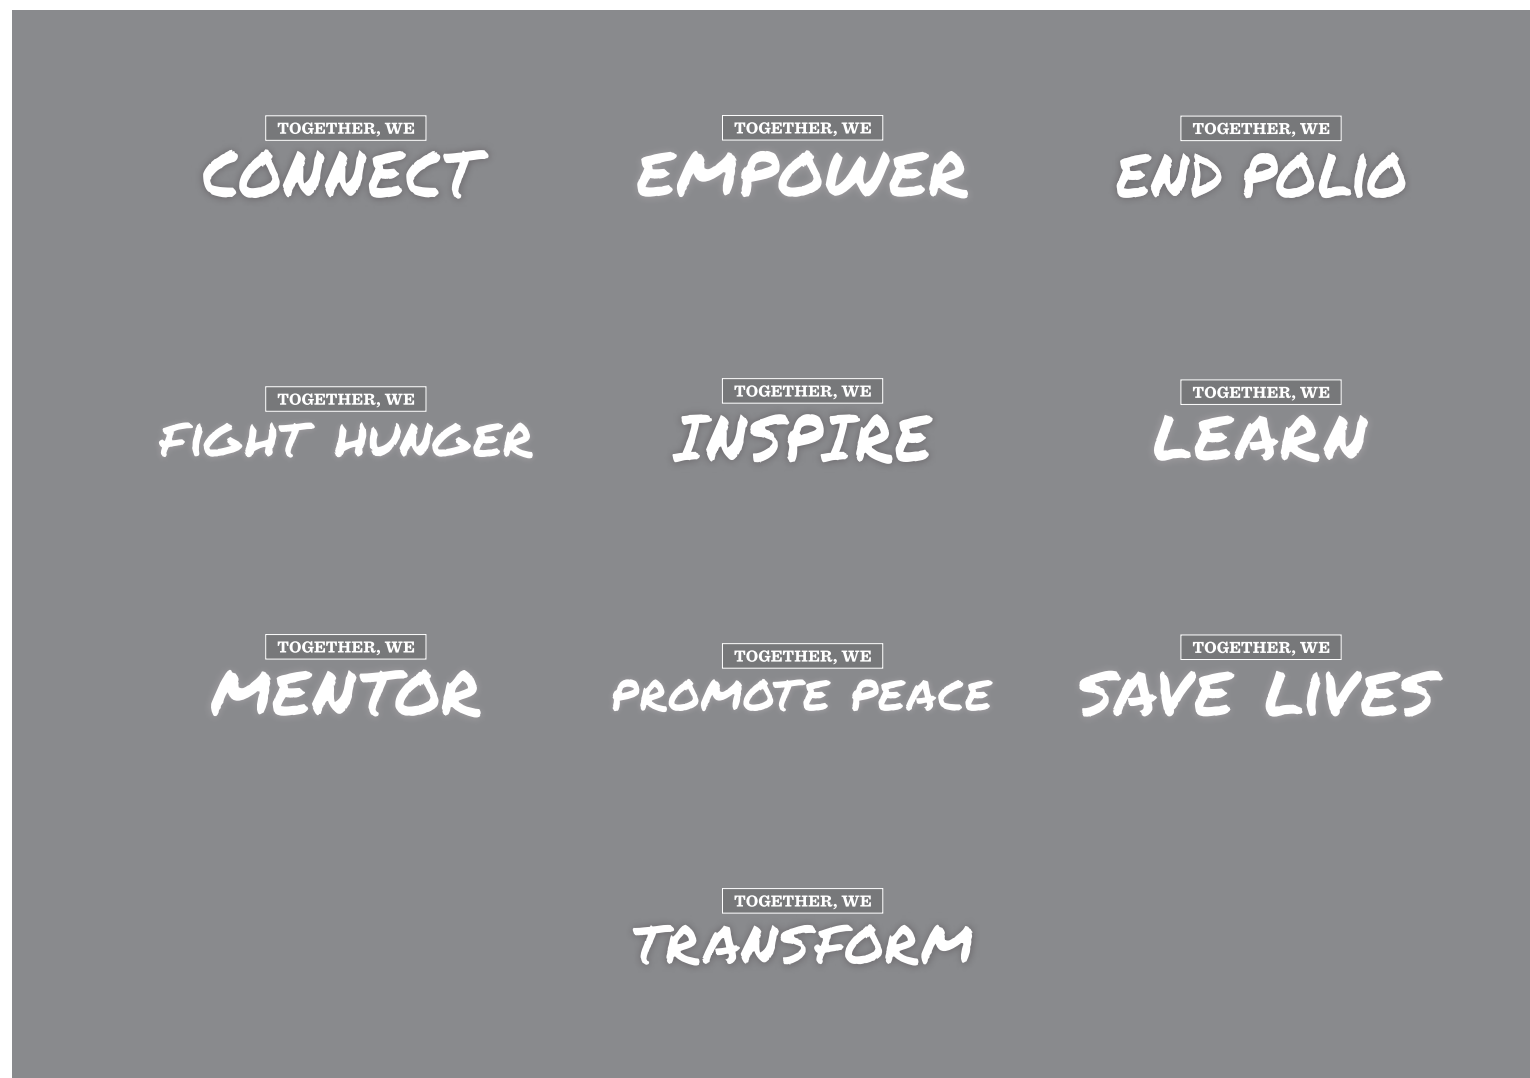 TOGETHER, WE
CONNECT
TOGETHER, WE
EMPOWER
TOGETHER, WE
END POLIO
TOGETHER, WE
FIGHT HUNGER
TOGETHER, WE
INSPIRE
TOGETHER, WE
LEARN
TOGETHER, WE
MENTOR
TOGETHER, WE
PROMOTE PEACE
TOGETHER, WE
SAVE LIVES
TOGETHER, WE
TRANSFORM